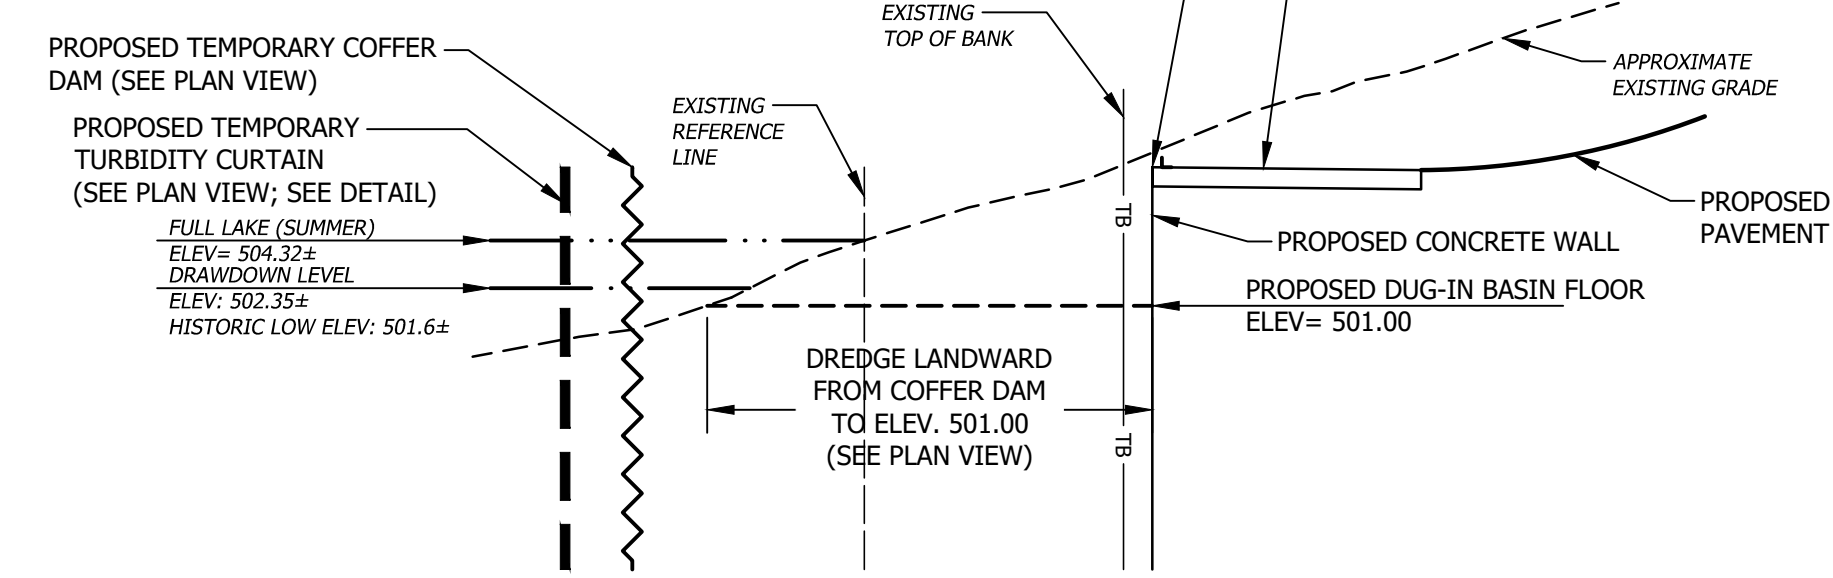 EXISTING
TOP OF BANK
PROPOSED TEMPORARY COFFER
DAM (SEE PLAN VIEW)
APPROXIMATE
EXISTING GRADE
EXISTING
REFERENCE
LINE
PROPOSED TEMPORARY
TURBIDITY CURTAIN
(SEE PLAN VIEW; SEE DETAIL)
TB
PROPOSED
PAVEMENT
FULL LAKE (SUMMER)
ELEV= 504.32±
PROPOSED CONCRETE WALL
DRAWDOWN LEVEL
ELEV: 502.35±
HISTORIC LOW ELEV: 501.6±
PROPOSED DUG-IN BASIN FLOOR
ELEV= 501.00
DREDGE LANDWARD
FROM COFFER DAM
TO ELEV. 501.00
(SEE PLAN VIEW)
TB